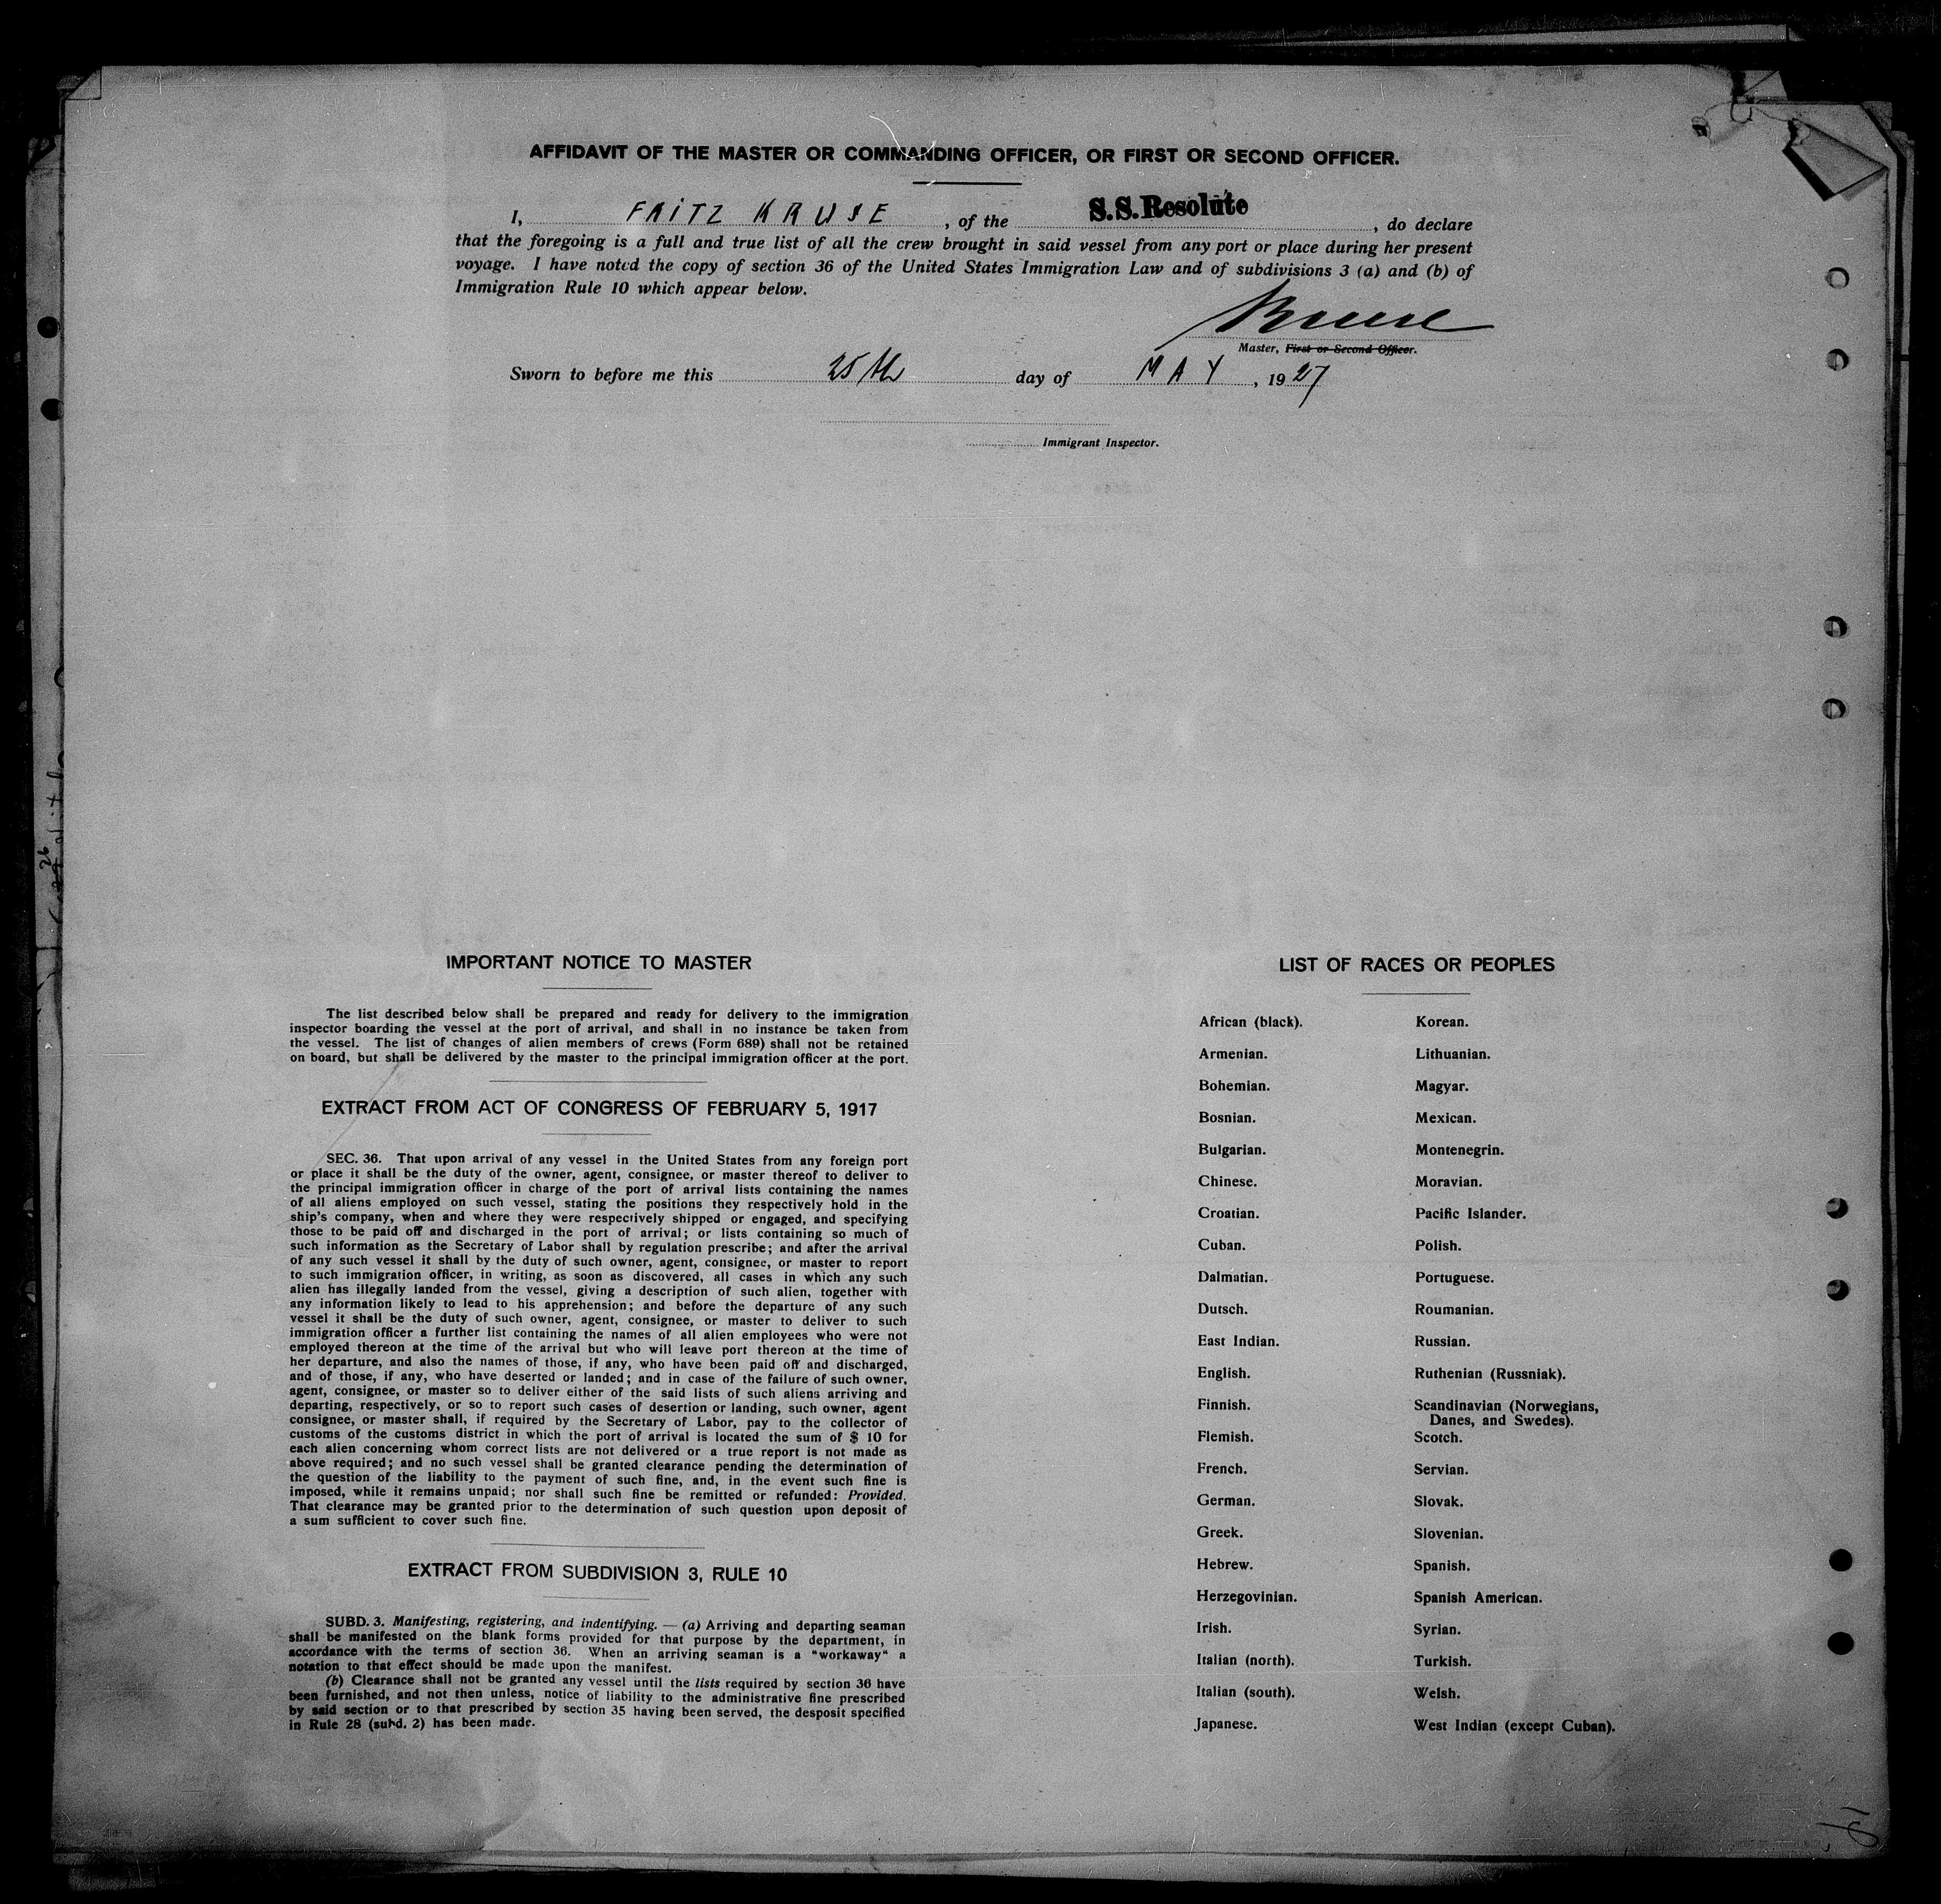 AFFIDAVIT OF THE MASTER OR COMMANDING OFFICER, OR FIRST OR SECOND OFFICER.
I, FRITZ KRUSE, of the S.S. Resolute, do declare
that the foregoing is a full and true list of all the crew brought in said vessel from any port or place during her present
voyage. I have noted the copy of section 36 of the United States Immigration Law and of subdivisions 3 (a) and (b) of
Immigration Rule 10 which appear below.
Kruse
Master, First or Second Officer.
Sworn to before me this 25th day of MAY, 1927
Immigrant Inspector.
IMPORTANT NOTICE TO MASTER
The list described below shall be prepared and ready for delivery to the immigration
inspector boarding the vessel at the port of arrival, and shall in no instance be taken from
the vessel. The list of changes of alien members of crews (Form 689) shall not be retained
on board, but shall be delivered by the master to the principal immigration officer at the port.
EXTRACT FROM ACT OF CONGRESS OF FEBRUARY 5, 1917
SEC. 36. That upon arrival of any vessel in the United States from any foreign port
or place it shall be the duty of the owner, agent, consignee, or master thereof to deliver to
the principal immigration officer in charge of the port of arrival lists containing the names
of all aliens employed on such vessel, stating the positions they respectively hold in the
ship's company, when and where they were respectively shipped or engaged, and specifying
those to be paid off and discharged in the port of arrival; or lists containing so much of
such information as the Secretary of Labor shall by regulation prescribe; and after the arrival
of any such vessel it shall by the duty of such owner, agent, consignee, or master to report
to such immigration officer, in writing, as soon as discovered, all cases in which any such
alien has illegally landed from the vessel, giving a description of such alien, together with
any information likely to lead to his apprehension; and before the departure of any such
vessel it shall be the duty of such owner, agent, consignee, or master to deliver to such
immigration officer a further list containing the names of all alien employees who were not
employed thereon at the time of the arrival but who will leave port thereon at the time of
her departure, and also the names of those, if any, who have been paid off and discharged,
and of those, if any, who have deserted or landed; and in case of the failure of such owner,
agent, consignee, or master so to deliver either of the said lists of such aliens arriving and
departing, respectively, or so to report such cases of desertion or landing, such owner, agent
consignee, or master shall, if required by the Secretary of Labor, pay to the collector of
customs of the customs district in which the port of arrival is located the sum of $ 10 for
each alien concerning whom correct lists are not delivered or a true report is not made as
above required; and no such vessel shall be granted clearance pending the determination of
the question of the liability to the payment of such fine, and, in the event such fine is
imposed, while it remains unpaid; nor shall such fine be remitted or refunded: Provided.
That clearance may be granted prior to the determination of such question upon deposit of
a sum sufficient to cover such fine.
EXTRACT FROM SUBDIVISION 3, RULE 10
SUBD. 3. Manifesting, registering, and indentifying. — (a) Arriving and departing seaman
shall be manifested on the blank forms provided for that purpose by the department, in
accordance with the terms of section 36. When an arriving seaman is a "workaway" a
notation to that effect should be made upon the manifest.
(b) Clearance shall not be granted any vessel until the lists required by section 36 have
been furnished, and not then unless, notice of liability to the administrative fine prescribed
by said section or to that prescribed by section 35 having been served, the desposit specified
in Rule 28 (subd. 2) has been made.
LIST OF RACES OR PEOPLES
African (black).
Armenian.
Bohemian.
Bosnian.
Bulgarian.
Chinese.
Croatian.
Cuban.
Dalmatian.
Dutsch.
East Indian.
English.
Finnish.
Flemish.
French.
German.
Greek.
Hebrew.
Herzegovinian.
Irish.
Italian (north).
Italian (south).
Japanese.
Korean.
Lithuanian.
Magyar.
Mexican.
Montenegrin.
Moravian.
Pacific Islander.
Polish.
Portuguese.
Roumanian.
Russian.
Ruthenian (Russniak).
Scandinavian (Norwegians,
Danes, and Swedes).
Scotch.
Servian.
Slovak.
Slovenian.
Spanish.
Spanish American.
Syrian.
Turkish.
Welsh.
West Indian (except Cuban).